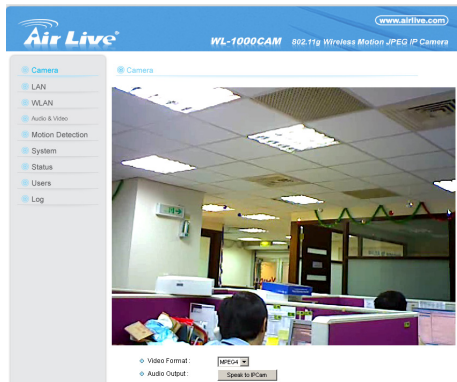 www.airlive.com
Air Live
WL-1000CAM 802.11g Wireless Motion JPEG IP Camera
Camera
LAN
WLAN
Audio & Video
Motion Detection
System
Status
Users
Log
Camera
Video Format :
MPEG4
Audio Output :
Speak to IPCam